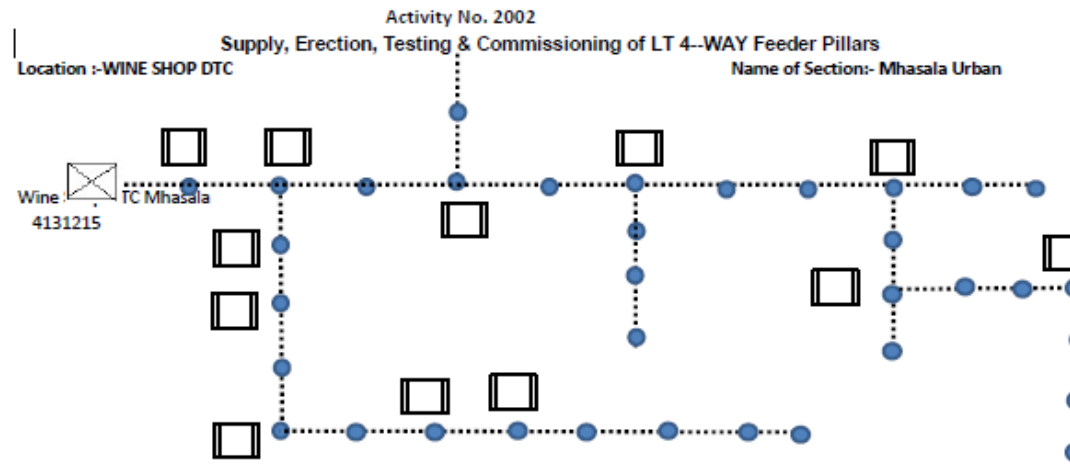 Activity No. 2002
Supply, Erection, Testing & Commissioning of LT 4--WAY Feeder Pillars
Location :-WINE SHOP DTC
Name of Section:- Mhasala Urban
Wine TC Mhasala
4131215